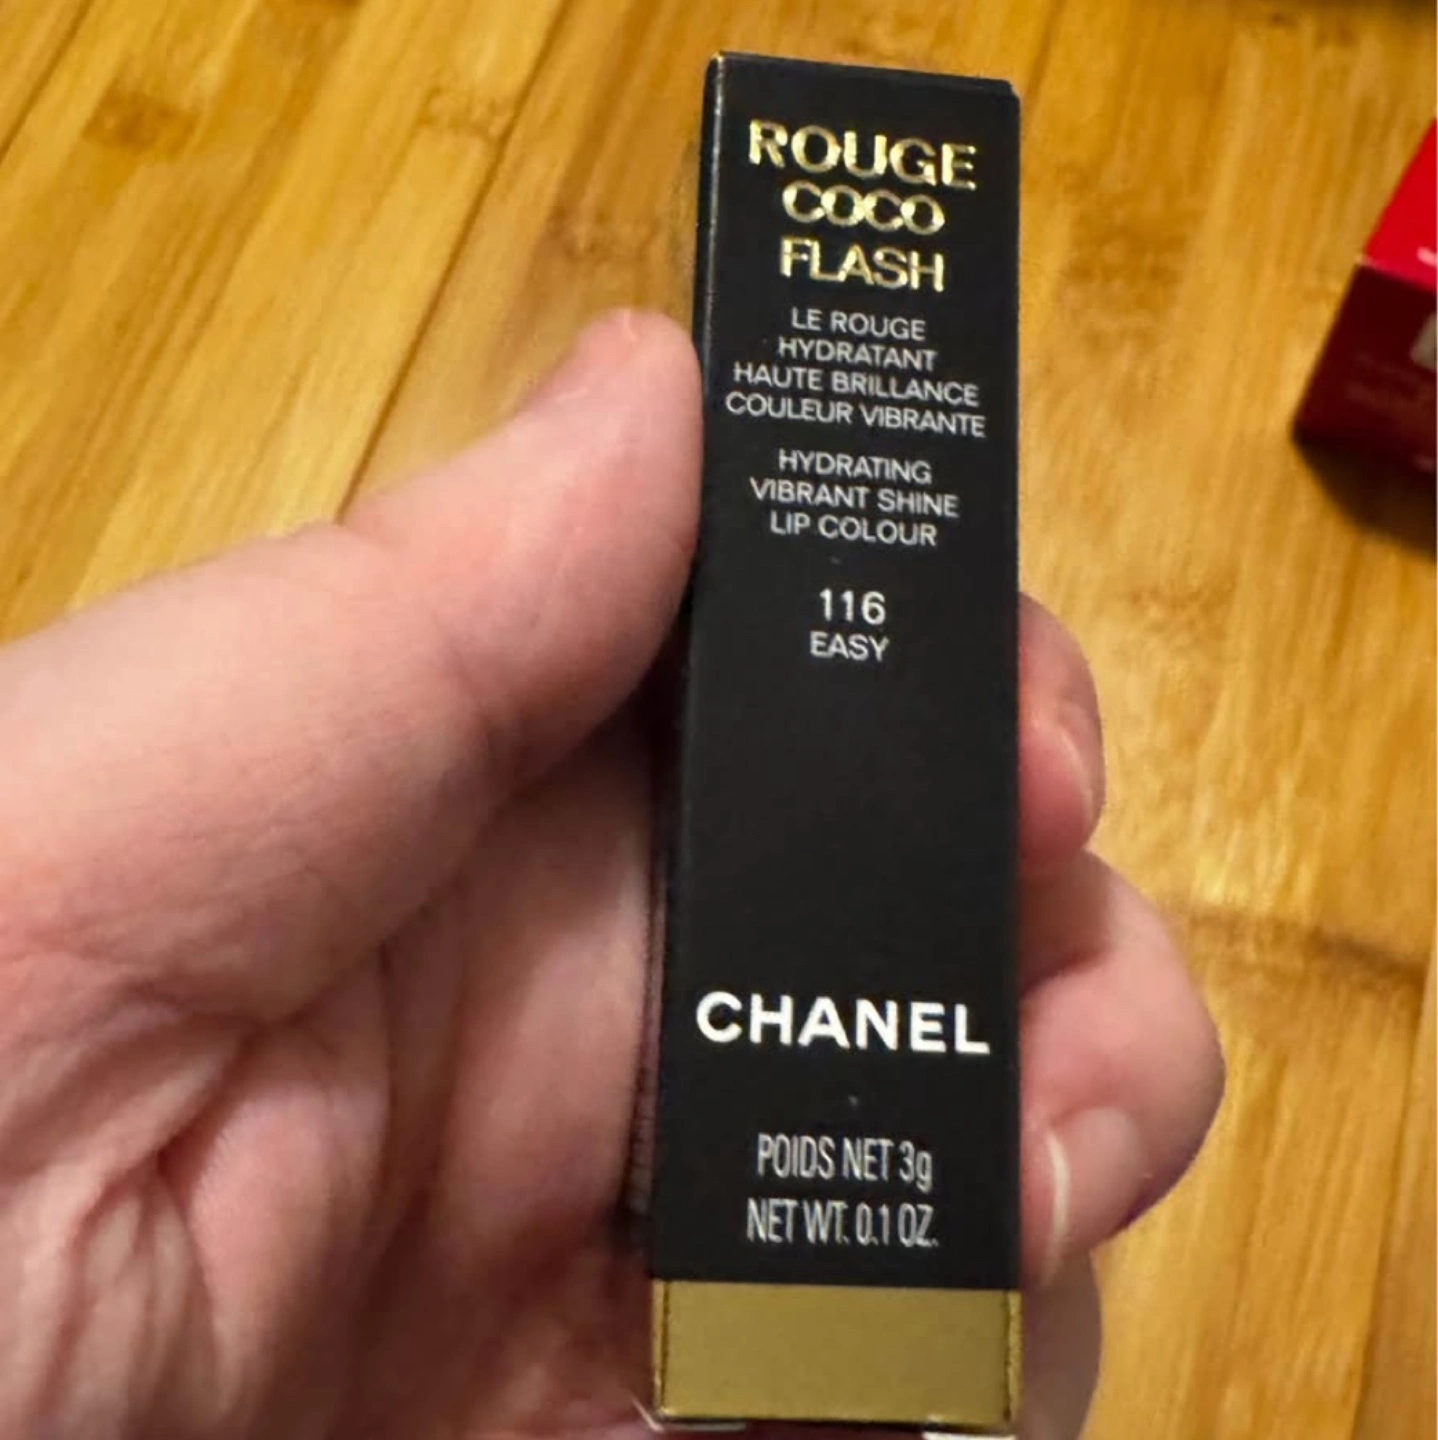 ROUGE
COCO
FLASH
LE ROUGE
HYDRATANT
HAUTE BRILLANCE
COULEUR VIBRANTE
HYDRATING
VIBRANT SHINE
LIP COLOUR
116
EASY
CHANEL
POIDS NET 3g
NET WT. 0.1 OZ.